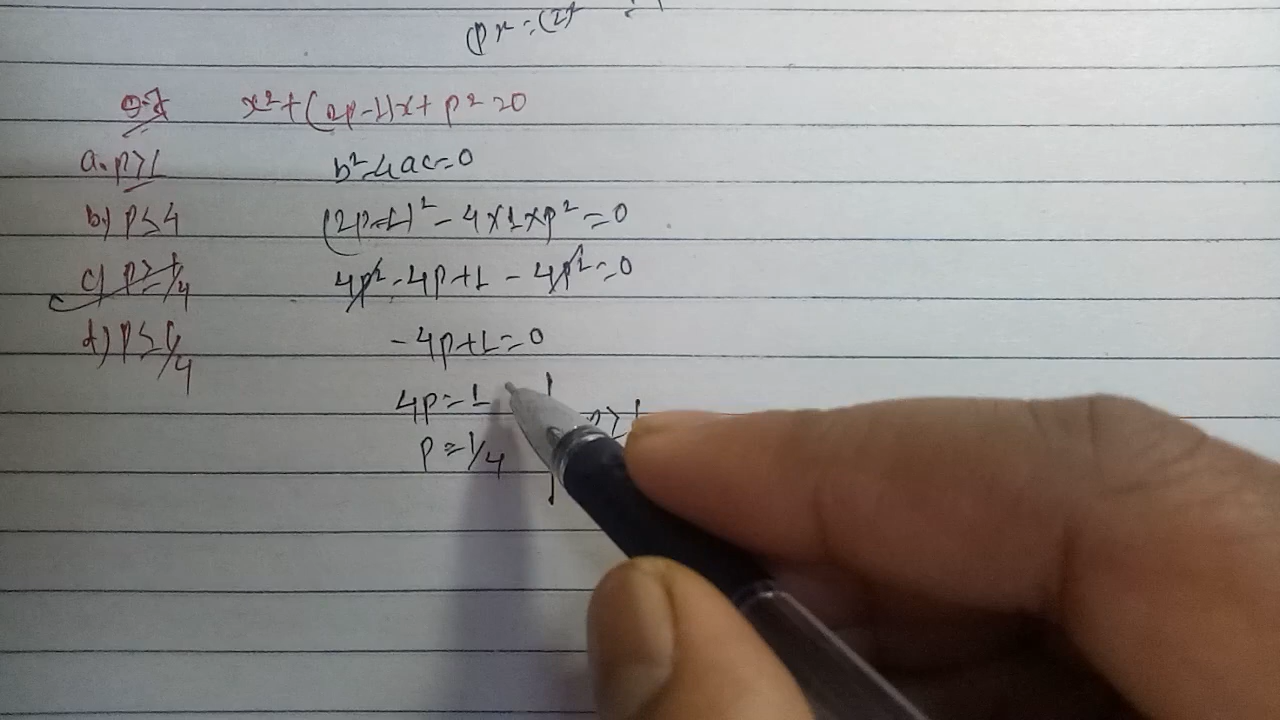 x² + (2p-1)x + p² = 0
a. p>1
b² - 4ac = 0
b) p ≤ 4
(2p-1)² - 4×1×p² = 0
c) p ≥ 1/4
4p² - 4p + 1 - 4p² = 0
d) p ≤ 1/4
-4p + 1 = 0
4p = 1
p = 1/4